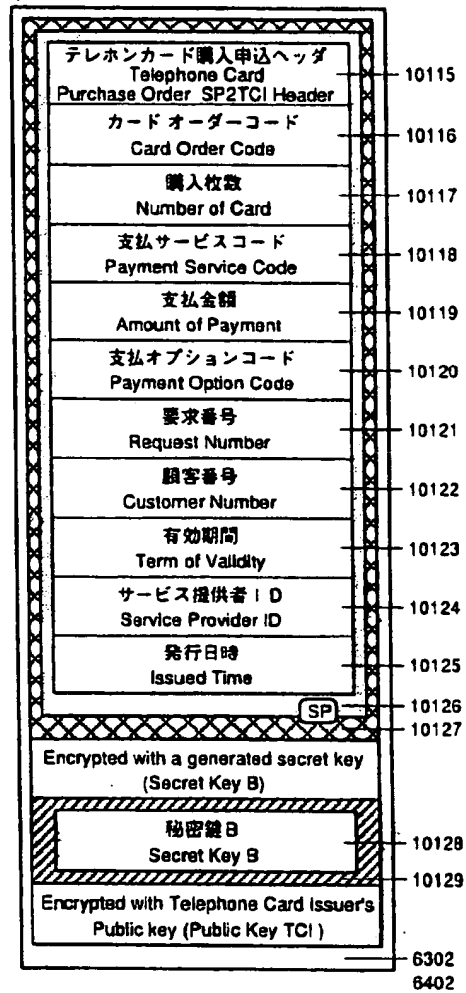 テレホンカード購入申込ヘッダ
Telephone Card
Purchase Order SP2TCI Header
10115
カード オーダーコード
Card Order Code
10116
購入枚数
Number of Card
10117
支払サービスコード
Payment Service Code
10118
支払金額
Amount of Payment
10119
支払オプションコード
Payment Option Code
10120
要求番号
Request Number
10121
顧客番号
Customer Number
10122
有効期間
Term of Validity
10123
サービス提供者ID
Service Provider ID
10124
発行日時
Issued Time
10125
SP
10126
10127
Encrypted with a generated secret key
(Secret Key B)
秘密鍵B
Secret Key B
10128
10129
Encrypted with Telephone Card Issuer's
Public key (Public Key TCI )
6302
6402